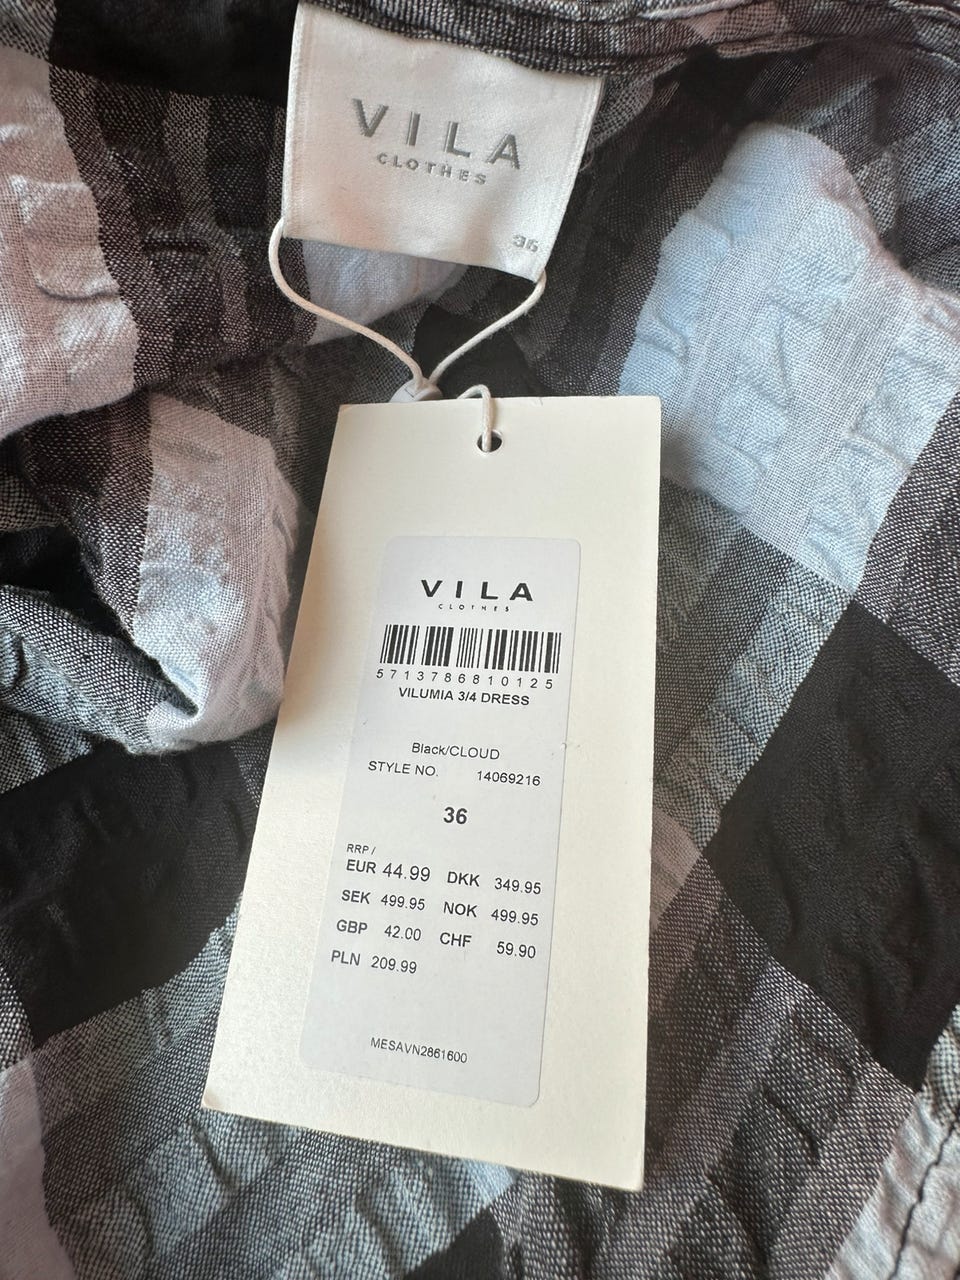 VILA
CLOTHES
36
VILA
CLOTHES
5713786810125
VILUMIA 3/4 DRESS
Black/CLOUD
STYLE NO. 14069216
36
RRP /
EUR 44.99 DKK 349.95
SEK 499.95 NOK 499.95
GBP 42.00 CHF 59.90
PLN 209.99
MESAVN2861600